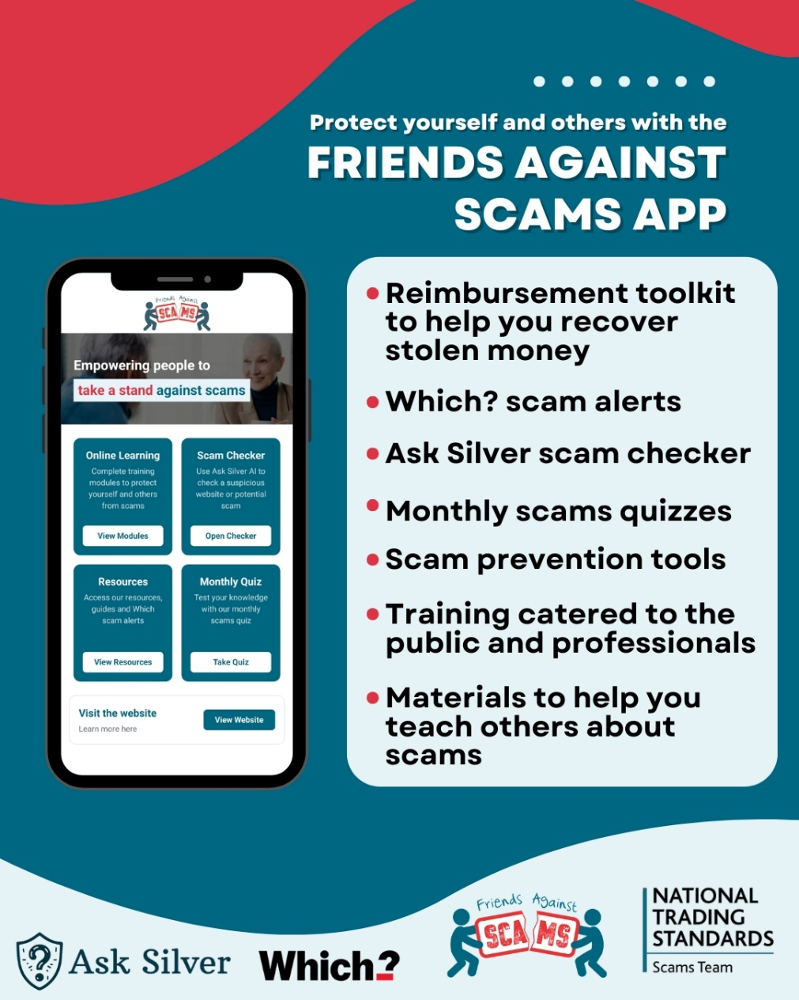 Protect yourself and others with the
FRIENDS AGAINST
SCAMS APP
Friends Against
SCAMS
Empowering people to
take a stand against scams
Online Learning
Complete training
modules to protect
yourself and others
from scams
View Modules
Scam Checker
Use Ask Silver AI to
check a suspicious
website or potential
scam
Open Checker
Resources
Access our resources,
guides and Which
scam alerts
View Resources
Monthly Quiz
Test your knowledge
with our monthly
scams quiz
Take Quiz
Visit the website
Learn more here
View Website
Reimbursement toolkit
to help you recover
stolen money
Which? scam alerts
Ask Silver scam checker
Monthly scams quizzes
Scam prevention tools
Training catered to the
public and professionals
Materials to help you
teach others about
scams
Ask Silver
Which?
Friends Against
SCAMS
NATIONAL
TRADING
STANDARDS
Scams Team